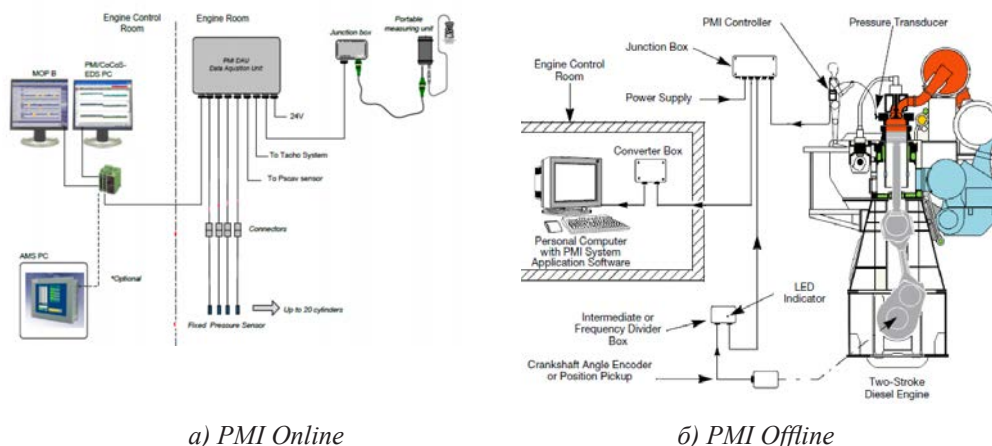 Engine Control
Room
Engine Room
MOP B
PMI/CoCoS-
EDS PC
PMI DAU
Data Aquation Unit
Junction box
Portable
measuring unit
24V
To Tacho System
To Pscav sensor
Connectors
AMS PC
*Optional
Up to 20 cylinders
Fixed Pressure Sensor
а) PMI Online
PMI Controller
Pressure Transducer
Junction Box
Engine Control
Room
Power Supply
Converter Box
Personal Computer
with PMI System
Application Software
LED
Indicator
Intermediate or
Frequency Divider
Box
Crankshaft Angle Encoder
or Position Pickup
Two-Stroke
Diesel Engine
б) PMI Offline